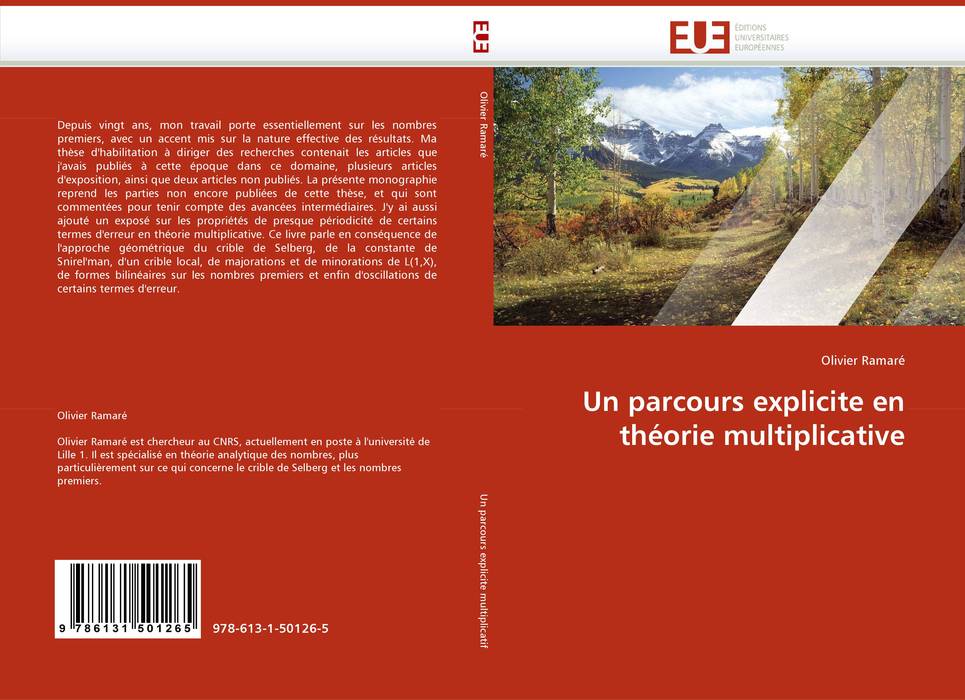 EUE
ÉDITIONS
UNIVERSITAIRES
EUROPÉENNES
Depuis vingt ans, mon travail porte essentiellement sur les nombres
premiers, avec un accent mis sur la nature effective des résultats. Ma
thèse d'habilitation à diriger des recherches contenait les articles que
j'avais publiés à cette époque dans ce domaine, plusieurs articles
d'exposition, ainsi que deux articles non publiés. La présente monographie
reprend les parties non encore publiées de cette thèse, et qui sont
commentées pour tenir compte des avancées intermédiaires. J'y ai aussi
ajouté un exposé sur les propriétés de presque périodicité de certains
termes d'erreur en théorie multiplicative. Ce livre parle en conséquence de
l'approche géométrique du crible de Selberg, de la constante de
Snirel'man, d'un crible local, de majorations et de minorations de L(1,X),
de formes bilinéaires sur les nombres premiers et enfin d'oscillations de
certains termes d'erreur.
Olivier Ramaré
Olivier Ramaré est chercheur au CNRS, actuellement en poste à l'université de
Lille 1. Il est spécialisé en théorie analytique des nombres, plus
particulièrement sur ce qui concerne le crible de Selberg et les nombres
premiers.
9 786131 501265
978-613-1-50126-5
EUE
Olivier Ramaré
Un parcours explicite multiplicatif
Olivier Ramaré
Un parcours explicite en
théorie multiplicative